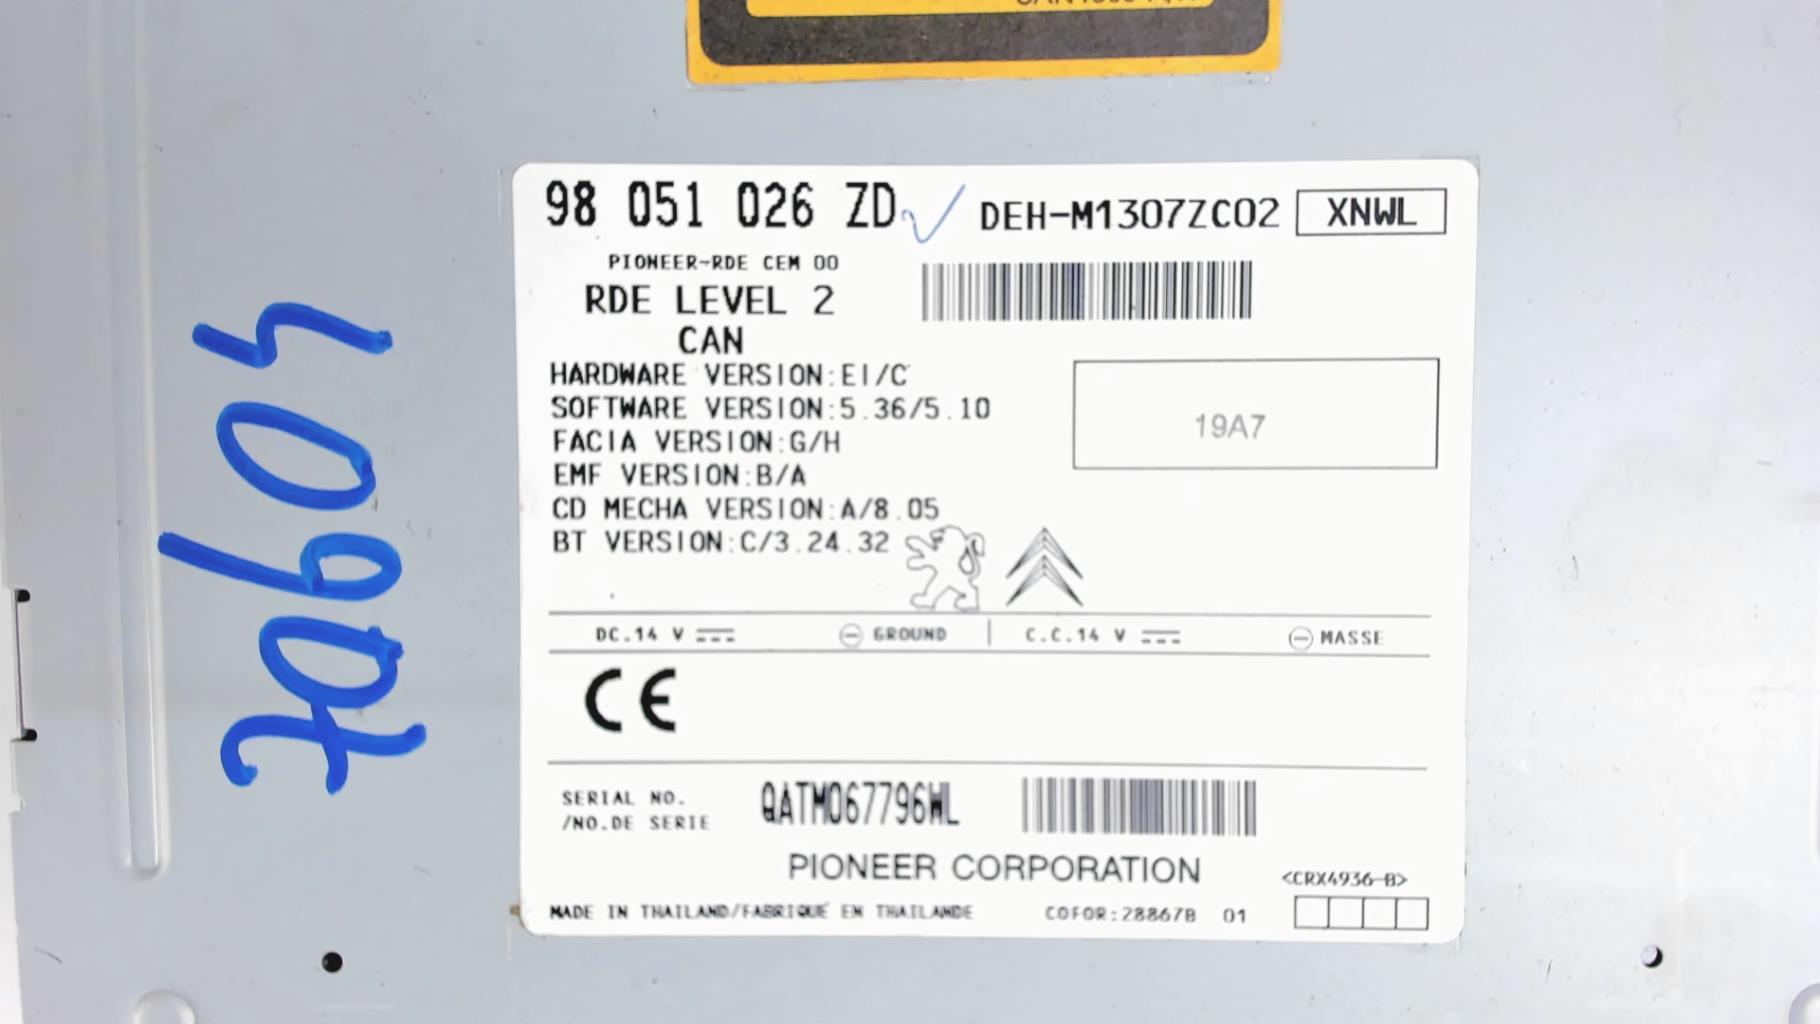 98 051 026 ZD DEH-M1307ZC02 XNWL
PIONEER-RDE CEM 00
RDE LEVEL 2
CAN
HARDWARE VERSION:EI/C
SOFTWARE VERSION:5.36/5.10
19A7
FACIA VERSION:G/H
EMF VERSION:B/A
CD MECHA VERSION:A/8.05
BT VERSION:C/3.24.32
DC.14 V GROUND C.C.14 V MASSE
CE
SERIAL NO.
/NO.DE SERIE
QATM067796WL
PIONEER CORPORATION
<CRX4936-B>
MADE IN THAILAND/FABRIQUÉ EN THAILANDE COFOR:28867B 01